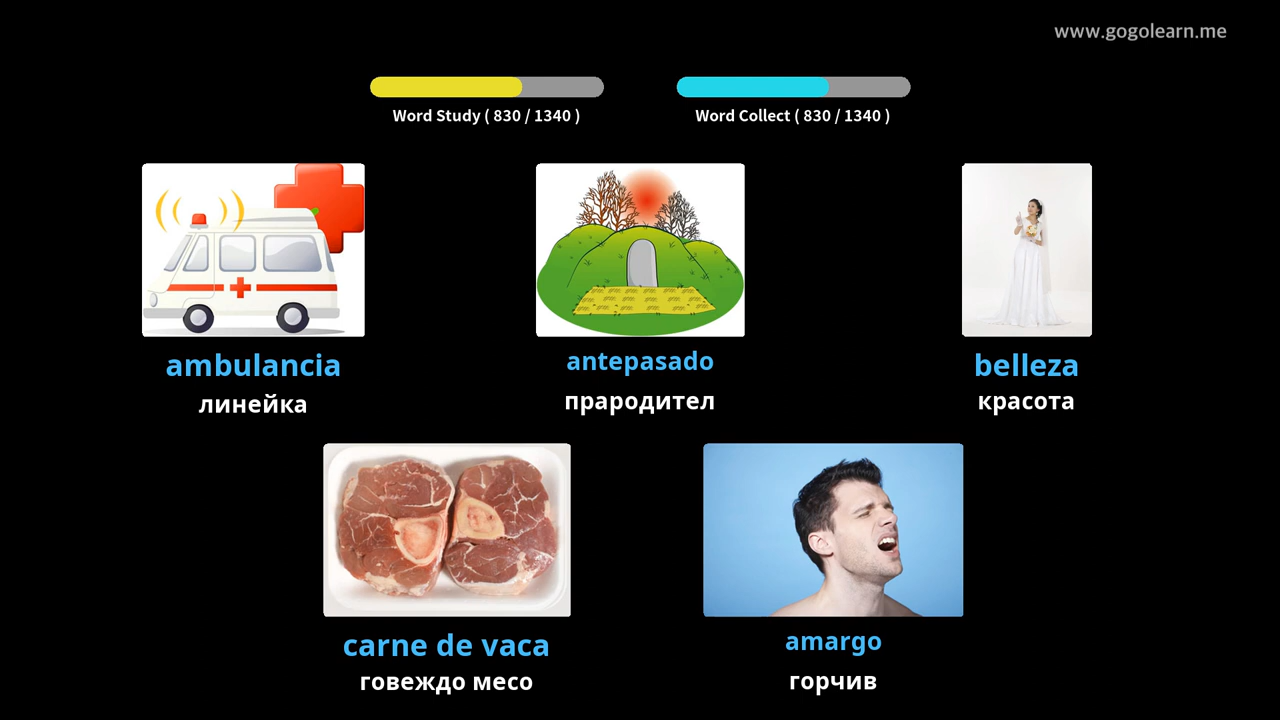 www.gogolearn.me
Word Study ( 830 / 1340 )
Word Collect ( 830 / 1340 )
ambulancia
линейка
antepasado
прародител
belleza
красота
carne de vaca
говеждо месо
amargo
горчив